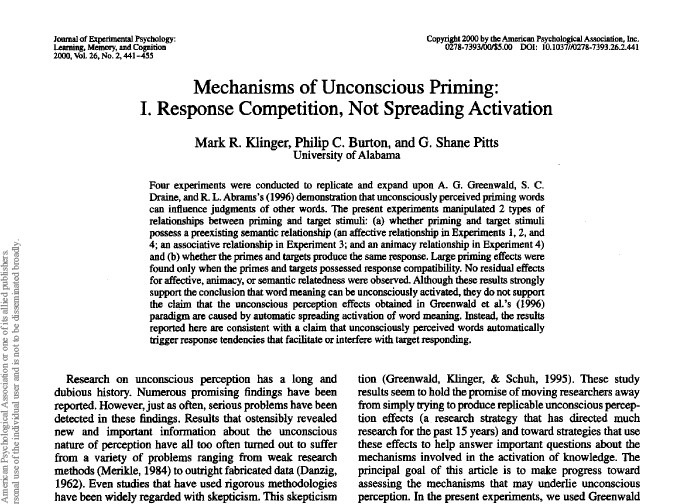 Journal of Experimental Psychology:
Learning, Memory, and Cognition
2000, Vol. 26, No. 2, 441–455
Copyright 2000 by the American Psychological Association, Inc.
0278-7393/00/$5.00 DOI: 10.1037//0278-7393.26.2.441
Mechanisms of Unconscious Priming:
I. Response Competition, Not Spreading Activation
Mark R. Klinger, Philip C. Burton, and G. Shane Pitts
University of Alabama
Four experiments were conducted to replicate and expand upon A. G. Greenwald, S. C.
Draine, and R. L. Abrams's (1996) demonstration that unconsciously perceived priming words
can influence judgments of other words. The present experiments manipulated 2 types of
relationships between priming and target stimuli: (a) whether priming and target stimuli
possess a preexisting semantic relationship (an affective relationship in Experiments 1, 2, and
4; an associative relationship in Experiment 3; and an animacy relationship in Experiment 4)
and (b) whether the primes and targets produce the same response. Large priming effects were
found only when the primes and targets possessed response compatibility. No residual effects
for affective, animacy, or semantic relatedness were observed. Although these results strongly
support the conclusion that word meaning can be unconsciously activated, they do not support
the claim that the unconscious perception effects obtained in Greenwald et al.'s (1996)
paradigm are caused by automatic spreading activation of word meaning. Instead, the results
reported here are consistent with a claim that unconsciously perceived words automatically
trigger response tendencies that facilitate or interfere with target responding.
Research on unconscious perception has a long and
dubious history. Numerous promising findings have been
reported. However, just as often, serious problems have been
detected in these findings. Results that ostensibly revealed
new and important information about the unconscious
nature of perception have all too often turned out to suffer
from a variety of problems ranging from weak research
methods (Merikle, 1984) to outright fabricated data (Danzig,
1962). Even studies that have used rigorous methodologies
have been widely regarded with skepticism. This skepticism
tion (Greenwald, Klinger, & Schuh, 1995). These study
results seem to hold the promise of moving researchers away
from simply trying to produce replicable unconscious percep-
tion effects (a research strategy that has directed much
research for the past 15 years) and toward strategies that use
these effects to help answer important questions about the
mechanisms involved in the activation of knowledge. The
principal goal of this article is to make progress toward
assessing the mechanisms that may underlie unconscious
perception. In the present experiments, we used Greenwald
American Psychological Association or one of its allied publishers.
rsonal use of the individual user and is not to be disseminated broadly.